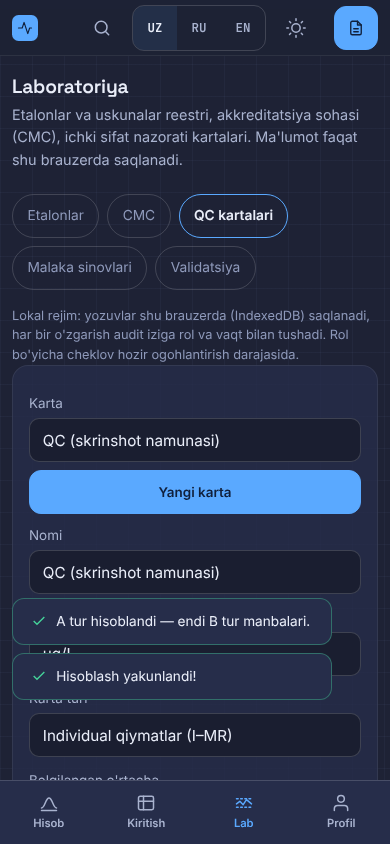 UZ RU EN
Laboratoriya
Etalonlar va uskunalar reestri, akkreditatsiya sohasi
(CMC), ichki sifat nazorati kartalari. Ma'lumot faqat
shu brauzerda saqlanadi.
Etalonlar CMC QC kartalari
Malaka sinovlari Validatsiya
Lokal rejim: yozuvlar shu brauzerda (IndexedDB) saqlanadi,
har bir o'zgarish audit iziga rol va vaqt bilan tushadi. Rol
bo'yicha cheklov hozir ogohlantirish darajasida.
Karta
QC (skrinshot namunasi)
Yangi karta
Nomi
QC (skrinshot namunasi)
A tur hisoblandi — endi B tur manbalari.
Hisoblash yakunlandi!
Karta turi
Individual qiymatlar (I–MR)
Belgilangan o'rtacha
Hisob Kiritish Lab Profil